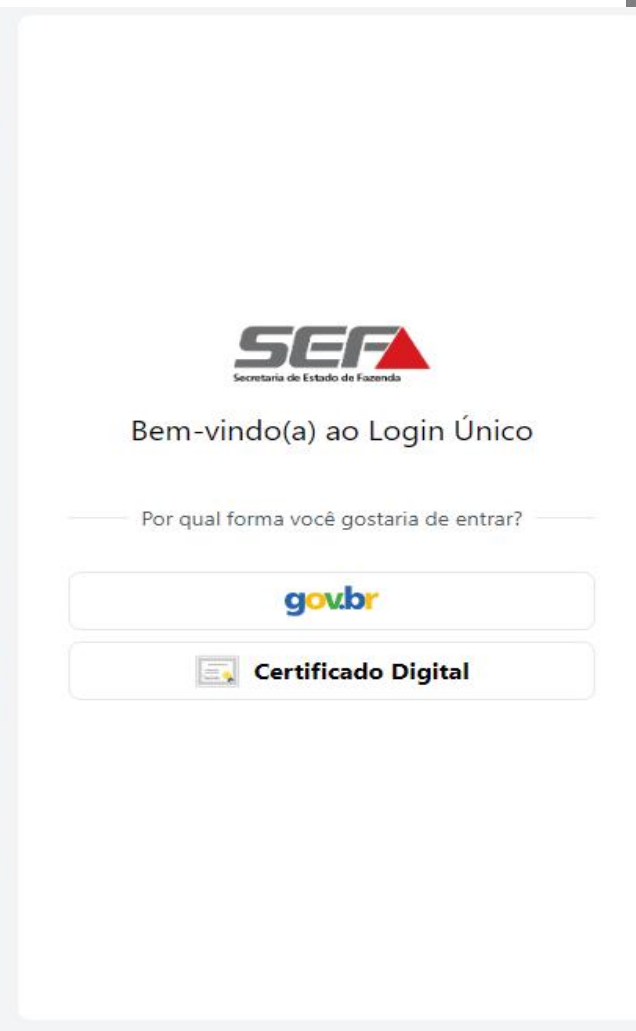 SEF
Secretaria de Estado de Fazenda
Bem-vindo(a) ao Login Único
Por qual forma você gostaria de entrar?
gov.br
Certificado Digital